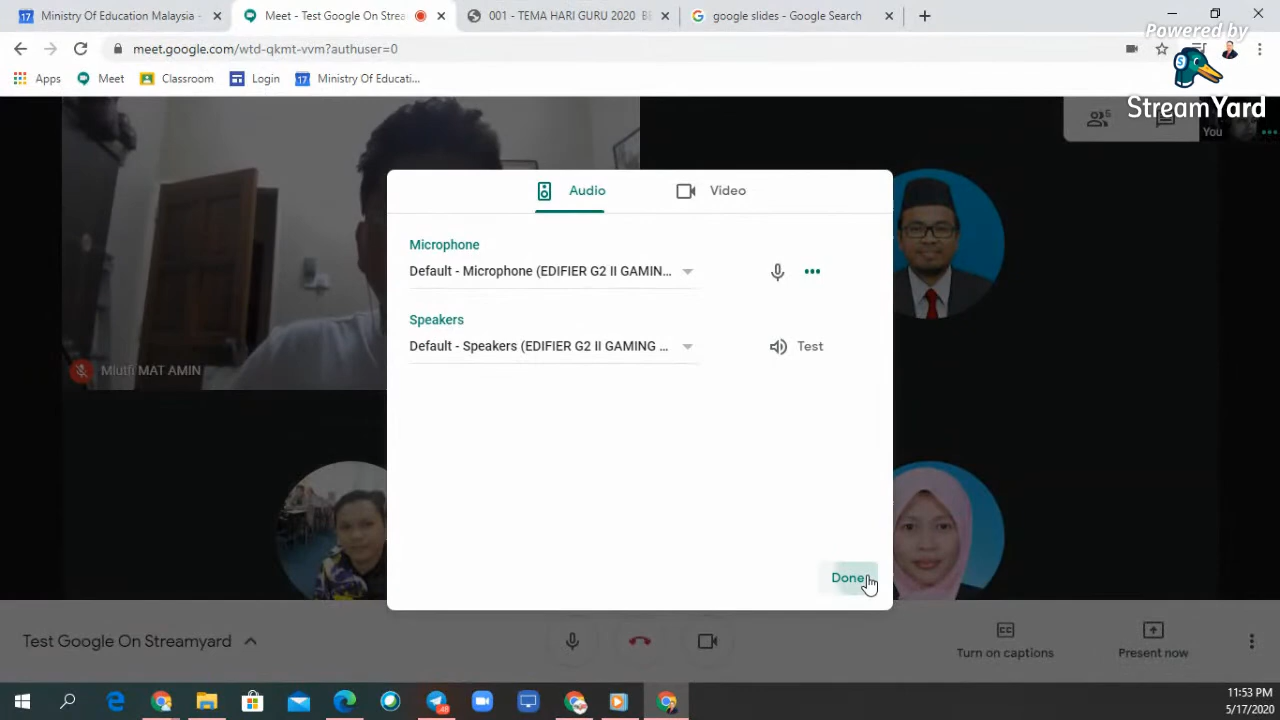 Ministry Of Education Malaysia -
Meet - Test Google On Strea
001 - TEMA HARI GURU 2020
google slides - Google Search
Powered by
meet.google.com/wtd-qkmt-vvm?authuser=0
Apps
Meet
Classroom
Login
17
Ministry Of Educati...
StreamYard
5
You
Audio
Video
Microphone
Default - Microphone (EDIFIER G2 II GAMIN...
Speakers
Default - Speakers (EDIFIER G2 II GAMING ...
Test
MAT AMIN
Done
Test Google On Streamyard
Turn on captions
Present now
11:53 PM
5/17/2020